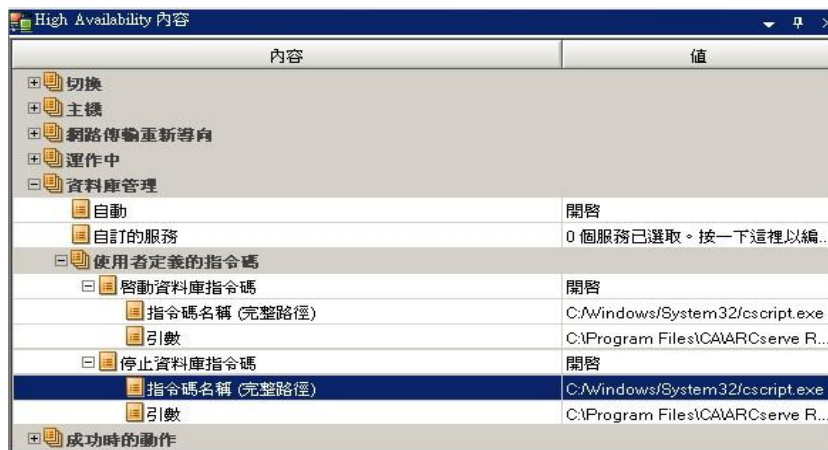 High Availability 內容
內容 值
切換
主機
網路傳輸重新導向
運作中
資料庫管理
自動 開啓
自訂的服務 0 個服務已選取。按一下這裡以編...
使用者定義的指令碼
啓動資料庫指令碼 開啓
指令碼名稱 (完整路徑) C:/Windows/System32/cscript.exe
引數 C:\Program Files\CA\ARCserve R...
停止資料庫指令碼 開啓
指令碼名稱 (完整路徑) C:/Windows/System32/cscript.exe
引數 C:\Program Files\CA\ARCserve R...
成功時的動作